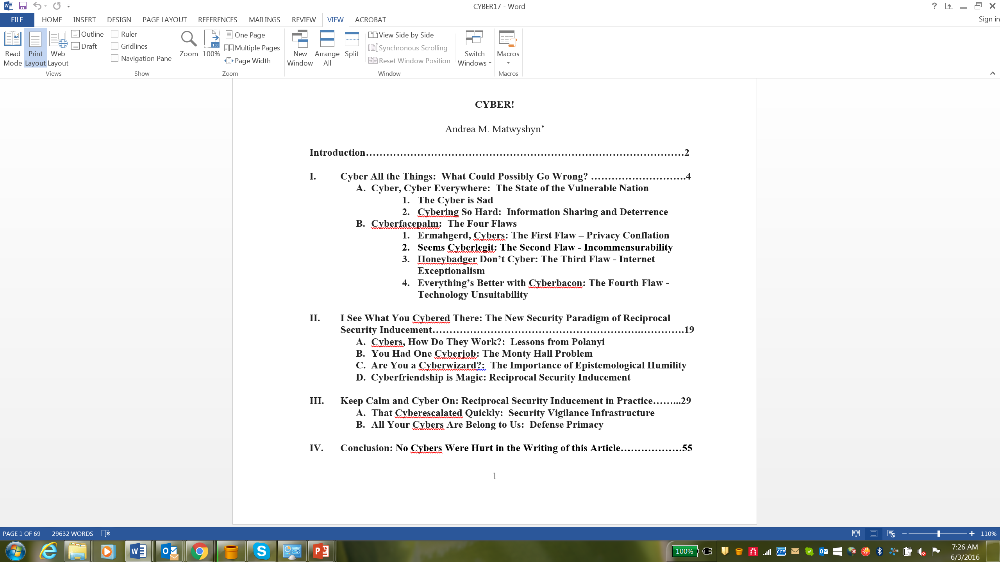 CYBER17 - Word
?
FILE HOME INSERT DESIGN PAGE LAYOUT REFERENCES MAILINGS REVIEW VIEW ACROBAT Sign in
Read Mode
Print Layout
Web Layout
Outline
Draft
Views
Ruler
Gridlines
Navigation Pane
Show
Zoom
100
100%
One Page
Multiple Pages
Page Width
Zoom
New Window
Arrange All
Split
View Side by Side
Synchronous Scrolling
Reset Window Position
Window
Switch Windows
Macros
Macros
CYBER!
Andrea M. Matwyshyn*
Introduction……………………………………………………………………………………2
I. Cyber All the Things:  What Could Possibly Go Wrong? ……………………….4
A. Cyber, Cyber Everywhere:  The State of the Vulnerable Nation
1. The Cyber is Sad
2. Cybering So Hard:  Information Sharing and Deterrence
B. Cyberfacepalm:  The Four Flaws
1. Ermahgerd, Cybers: The First Flaw – Privacy Conflation
2. Seems Cyberlegit: The Second Flaw - Incommensurability
3. Honeybadger Don’t Cyber: The Third Flaw - Internet
Exceptionalism
4. Everything’s Better with Cyberbacon: The Fourth Flaw -
Technology Unsuitability
II. I See What You Cybered There: The New Security Paradigm of Reciprocal
Security Inducement…………………………………………………….………….19
A. Cybers, How Do They Work?:  Lessons from Polanyi
B. You Had One Cyberjob: The Monty Hall Problem
C. Are You a Cyberwizard?:  The Importance of Epistemological Humility
D. Cyberfriendship is Magic: Reciprocal Security Inducement
III. Keep Calm and Cyber On: Reciprocal Security Inducement in Practice……...29
A. That Cyberescalated Quickly:  Security Vigilance Infrastructure
B. All Your Cybers Are Belong to Us:  Defense Primacy
IV. Conclusion: No Cybers Were Hurt in the Writing of this Article………………55
1
PAGE 1 OF 69 29632 WORDS 110%
100% 7:26 AM
6/3/2016